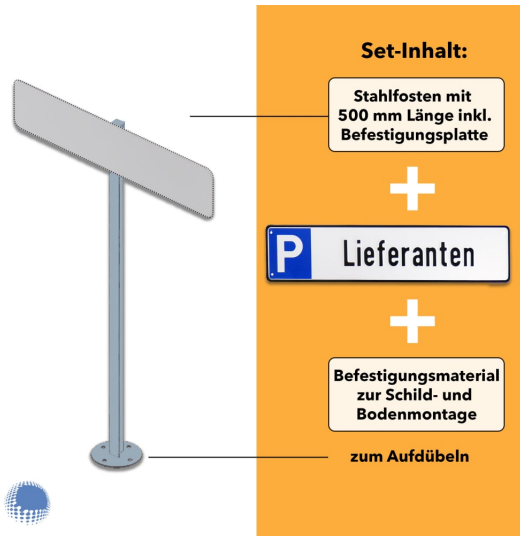 Set-Inhalt:
Stahlfosten mit
500 mm Länge inkl.
Befestigungsplatte
P Lieferanten
Befestigungsmaterial
zur Schild- und
Bodenmontage
zum Aufdübeln